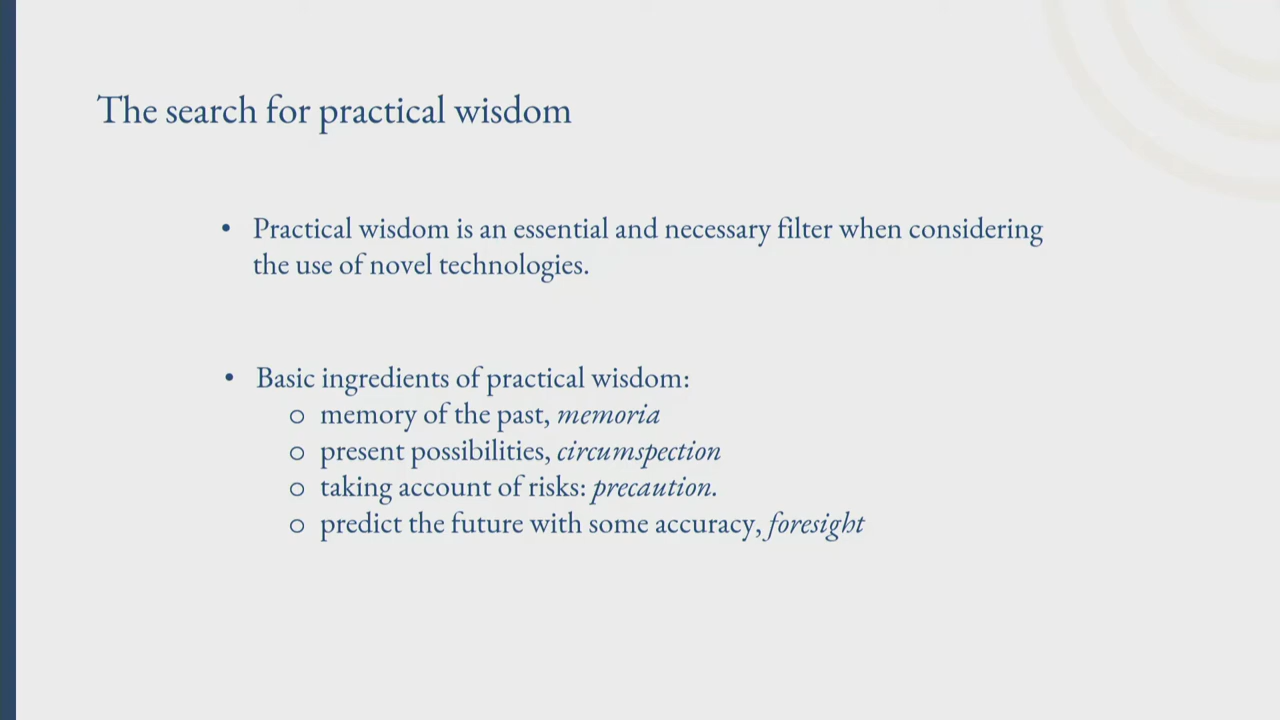 The search for practical wisdom
• Practical wisdom is an essential and necessary filter when considering
the use of novel technologies.
• Basic ingredients of practical wisdom:
o memory of the past, memoria
o present possibilities, circumspection
o taking account of risks: precaution.
o predict the future with some accuracy, foresight